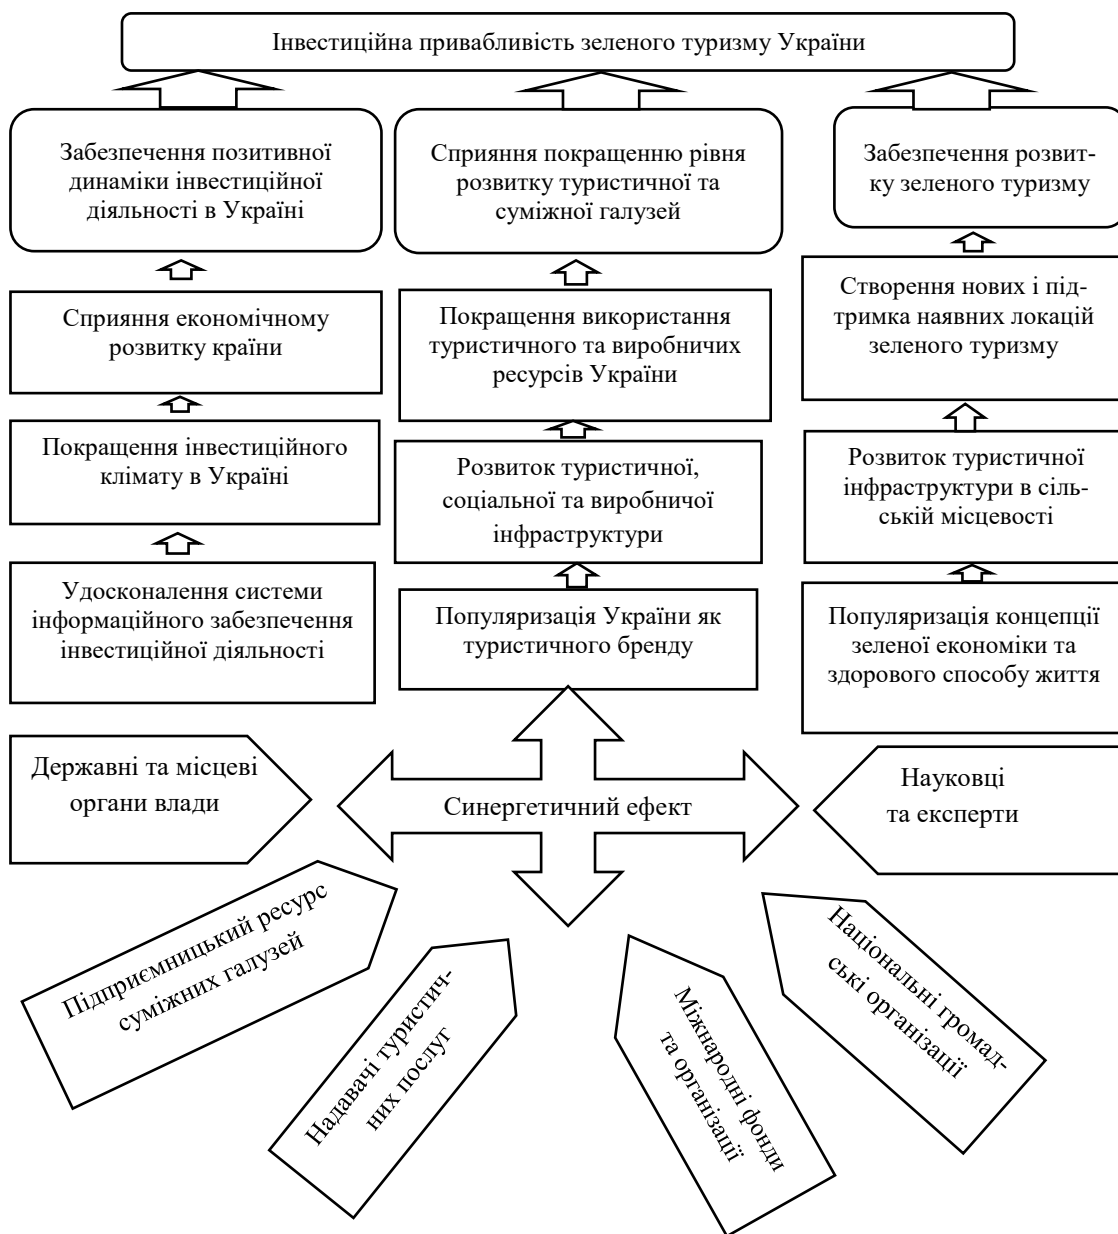 Інвестиційна привабливість зеленого туризму України
Забезпечення позитивної
динаміки інвестиційної
діяльності в Україні
Сприяння покращенню рівня
розвитку туристичної та
суміжної галузей
Забезпечення розвит-
ку зеленого туризму
Сприяння економічному
розвитку країни
Покращення використання
туристичного та виробничих
ресурсів України
Створення нових і під-
тримка наявних локацій
зеленого туризму
Покращення інвестиційного
клімату в Україні
Розвиток туристичної,
соціальної та виробничої
інфраструктури
Розвиток туристичної
інфраструктури в сіль-
ській місцевості
Удосконалення системи
інформаційного забезпечення
інвестиційної діяльності
Популяризація України як
туристичного бренду
Популяризація концепції
зеленої економіки та
здорового способу життя
Державні та місцеві
органи влади
Синергетичний ефект
Науковці
та експерти
Підприємницький ресурс
суміжних галузей
Надавачі туристич-
них послуг
Міжнародні фонди
та організації
Національні громад-
ські організації